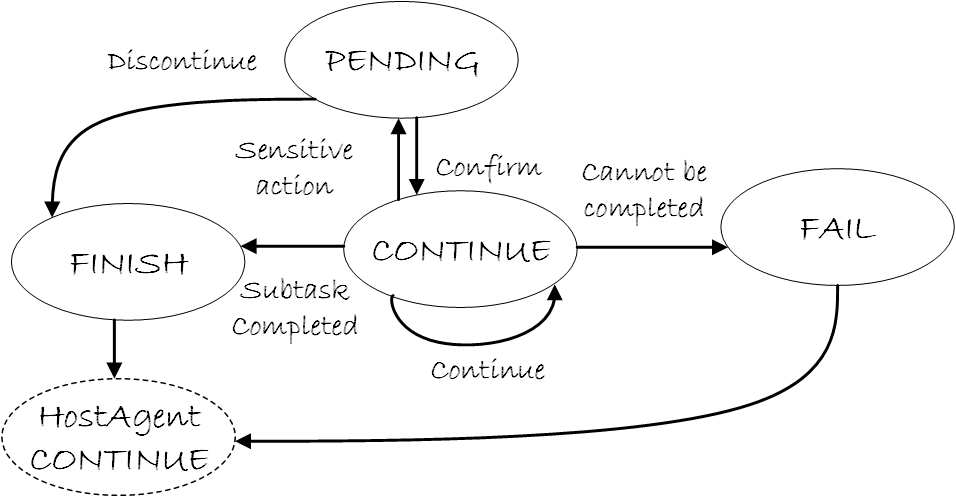 PENDING
Discontinue
Sensitive
action
Confirm
Cannot be
completed
FINISH
CONTINUE
FAIL
Subtask
Completed
Continue
HostAgent
CONTINUE